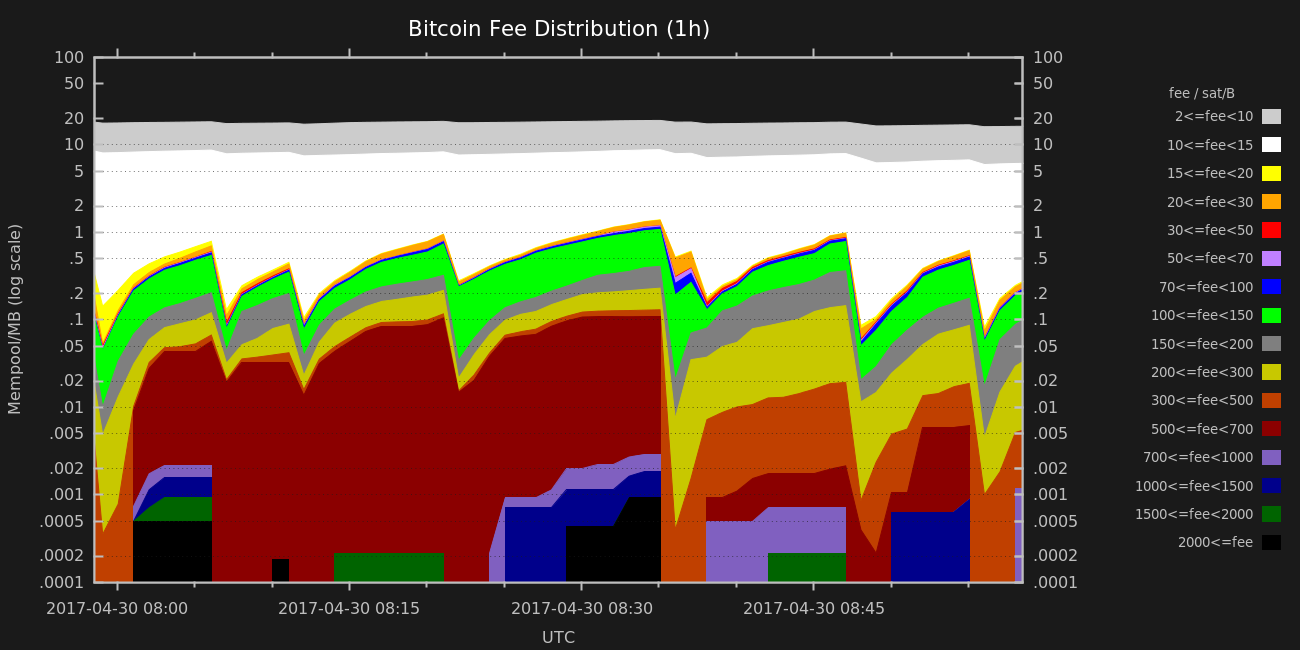 Bitcoin Fee Distribution (1h)
Mempool/MB (log scale)
100
50
20
10
5
2
1
.5
.2
.1
.05
.02
.01
.005
.002
.001
.0005
.0002
.0001
100
50
20
10
5
2
1
.5
.2
.1
.05
.02
.01
.005
.002
.001
.0005
.0002
.0001
2017-04-30 08:00
2017-04-30 08:15
2017-04-30 08:30
2017-04-30 08:45
UTC
fee / sat/B
2<=fee<10
10<=fee<15
15<=fee<20
20<=fee<30
30<=fee<50
50<=fee<70
70<=fee<100
100<=fee<150
150<=fee<200
200<=fee<300
300<=fee<500
500<=fee<700
700<=fee<1000
1000<=fee<1500
1500<=fee<2000
2000<=fee